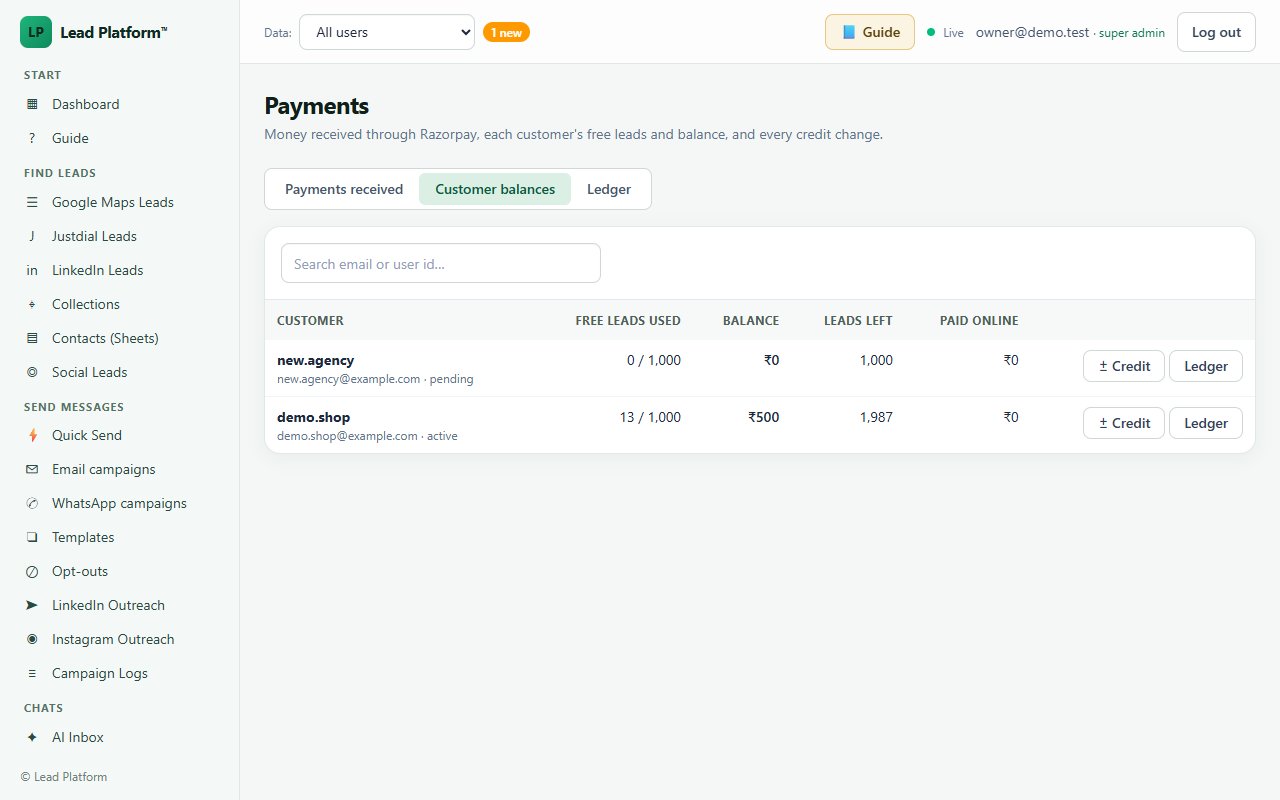 LP Lead Platform™
START
Dashboard
? Guide
FIND LEADS
Google Maps Leads
J Justdial Leads
in LinkedIn Leads
Collections
Contacts (Sheets)
Social Leads
SEND MESSAGES
Quick Send
Email campaigns
WhatsApp campaigns
Templates
Opt-outs
LinkedIn Outreach
Instagram Outreach
Campaign Logs
CHATS
AI Inbox
© Lead Platform
Data: All users 1 new Guide Live owner@demo.test · super admin Log out
Payments
Money received through Razorpay, each customer's free leads and balance, and every credit change.
Payments received Customer balances Ledger
Search email or user id...
CUSTOMER FREE LEADS USED BALANCE LEADS LEFT PAID ONLINE
new.agency 0 / 1,000 ₹0 1,000 ₹0 ± Credit Ledger
new.agency@example.com · pending
demo.shop 13 / 1,000 ₹500 1,987 ₹0 ± Credit Ledger
demo.shop@example.com · active